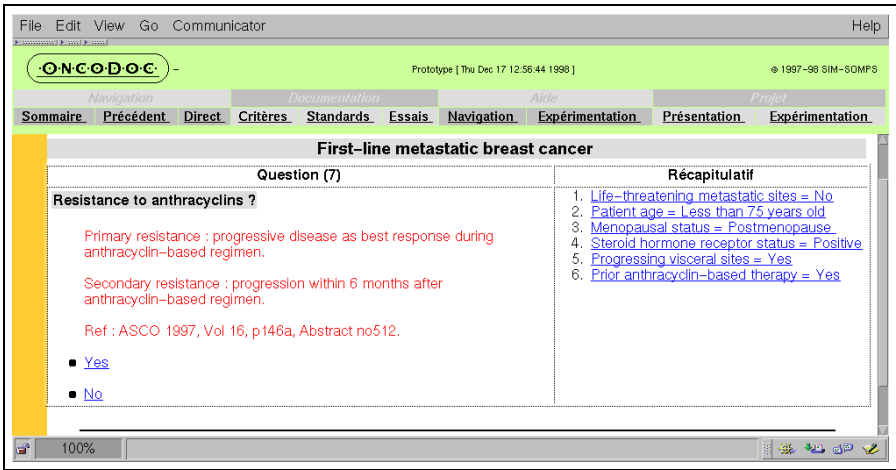 File Edit View Go Communicator Help
·O·N·C·O·D·O·C· – Prototype [ Thu Dec 17 12:56:44 1998 ] © 1997–98 SIM–SOMPS
Navigation Documentation Aide Projet
Sommaire Précédent Direct Critères Standards Essais Navigation Expérimentation Présentation Expérimentation
First–line metastatic breast cancer
Question (7)
Resistance to anthracyclins ?
Primary resistance : progressive disease as best response during
anthracyclin–based regimen.
Secondary resistance : progression within 6 months after
anthracyclin–based regimen.
Ref : ASCO 1997, Vol 16, p146a, Abstract no512.
Yes
No
Récapitulatif
1. Life–threatening metastatic sites = No
2. Patient age = Less than 75 years old
3. Menopausal status = Postmenopause
4. Steroid hormone receptor status = Positive
5. Progressing visceral sites = Yes
6. Prior anthracyclin–based therapy = Yes
100%